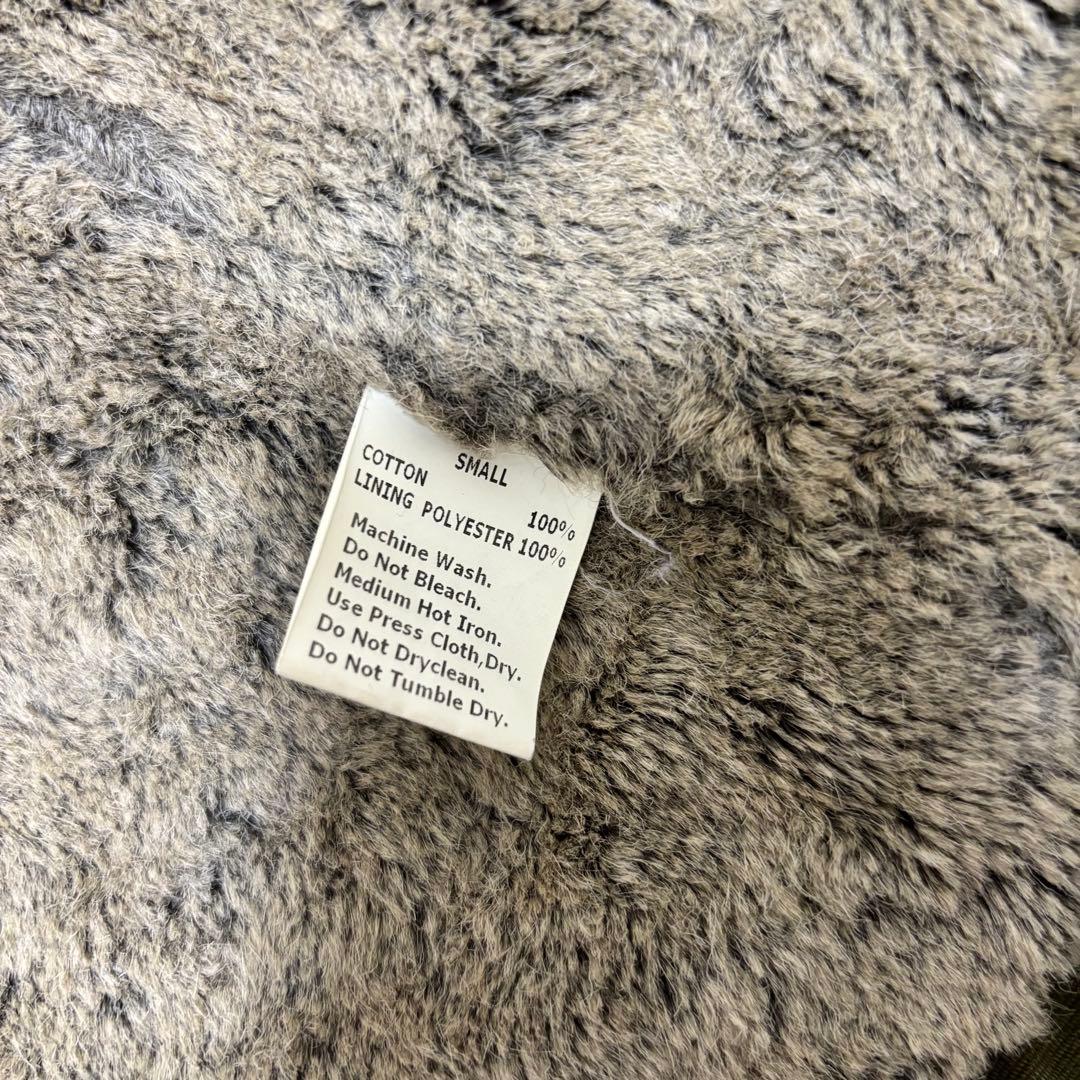 SMALL
COTTON 100%
LINING POLYESTER 100%
Machine Wash.
Do Not Bleach.
Medium Hot Iron.
Use Press Cloth,Dry.
Do Not Dryclean.
Do Not Tumble Dry.